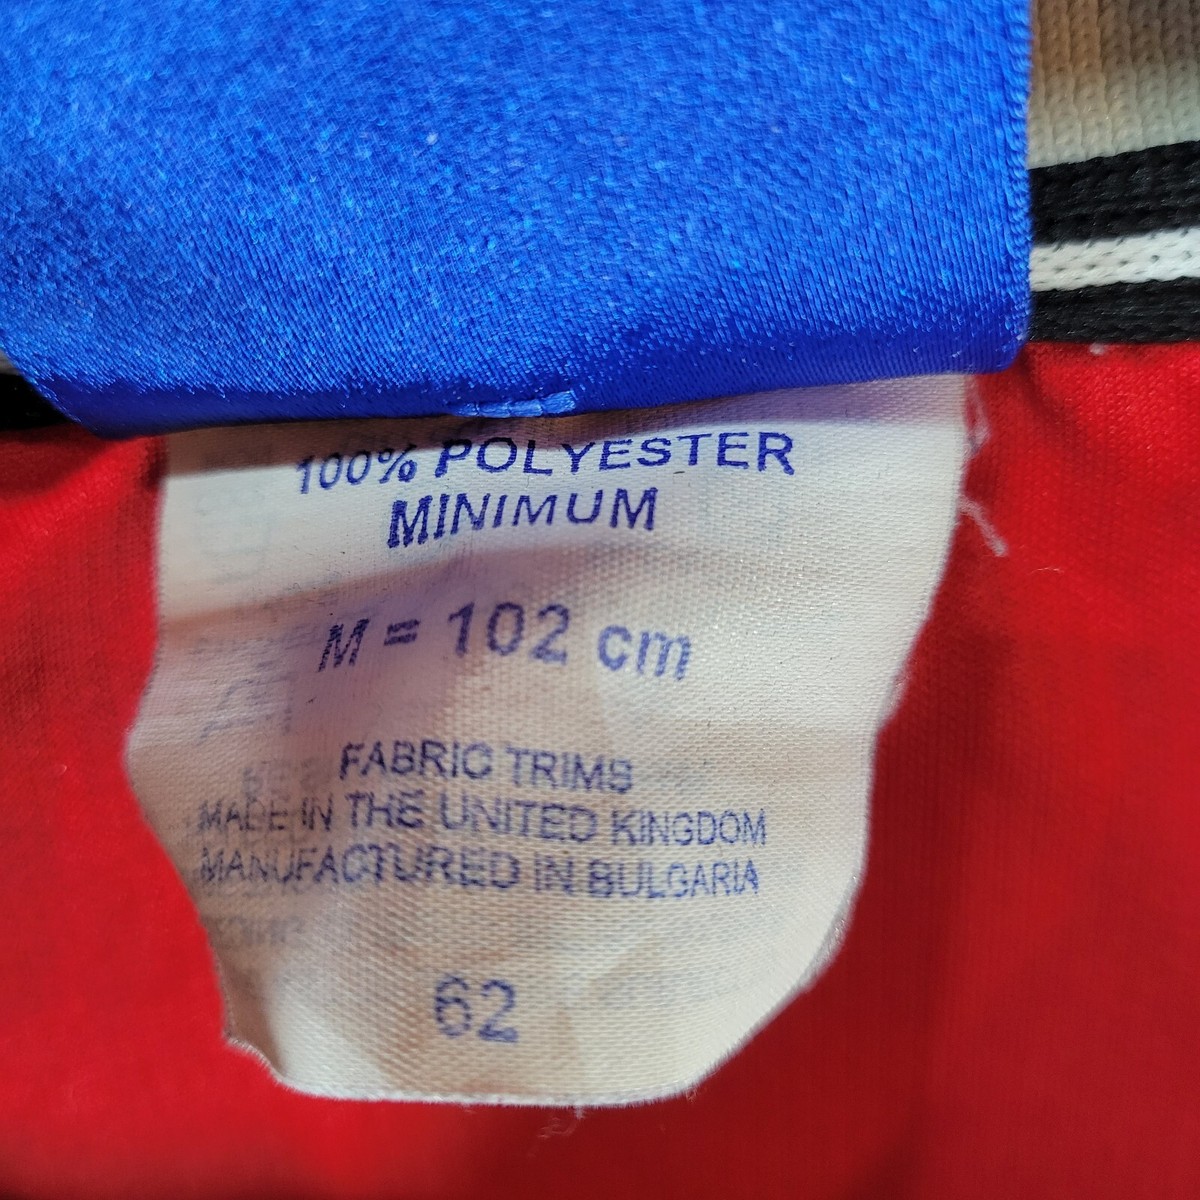 100% POLYESTER
MINIMUM
M = 102 cm
FABRIC TRIMS
MADE IN THE UNITED KINGDOM
MANUFACTURED IN BULGARIA
62